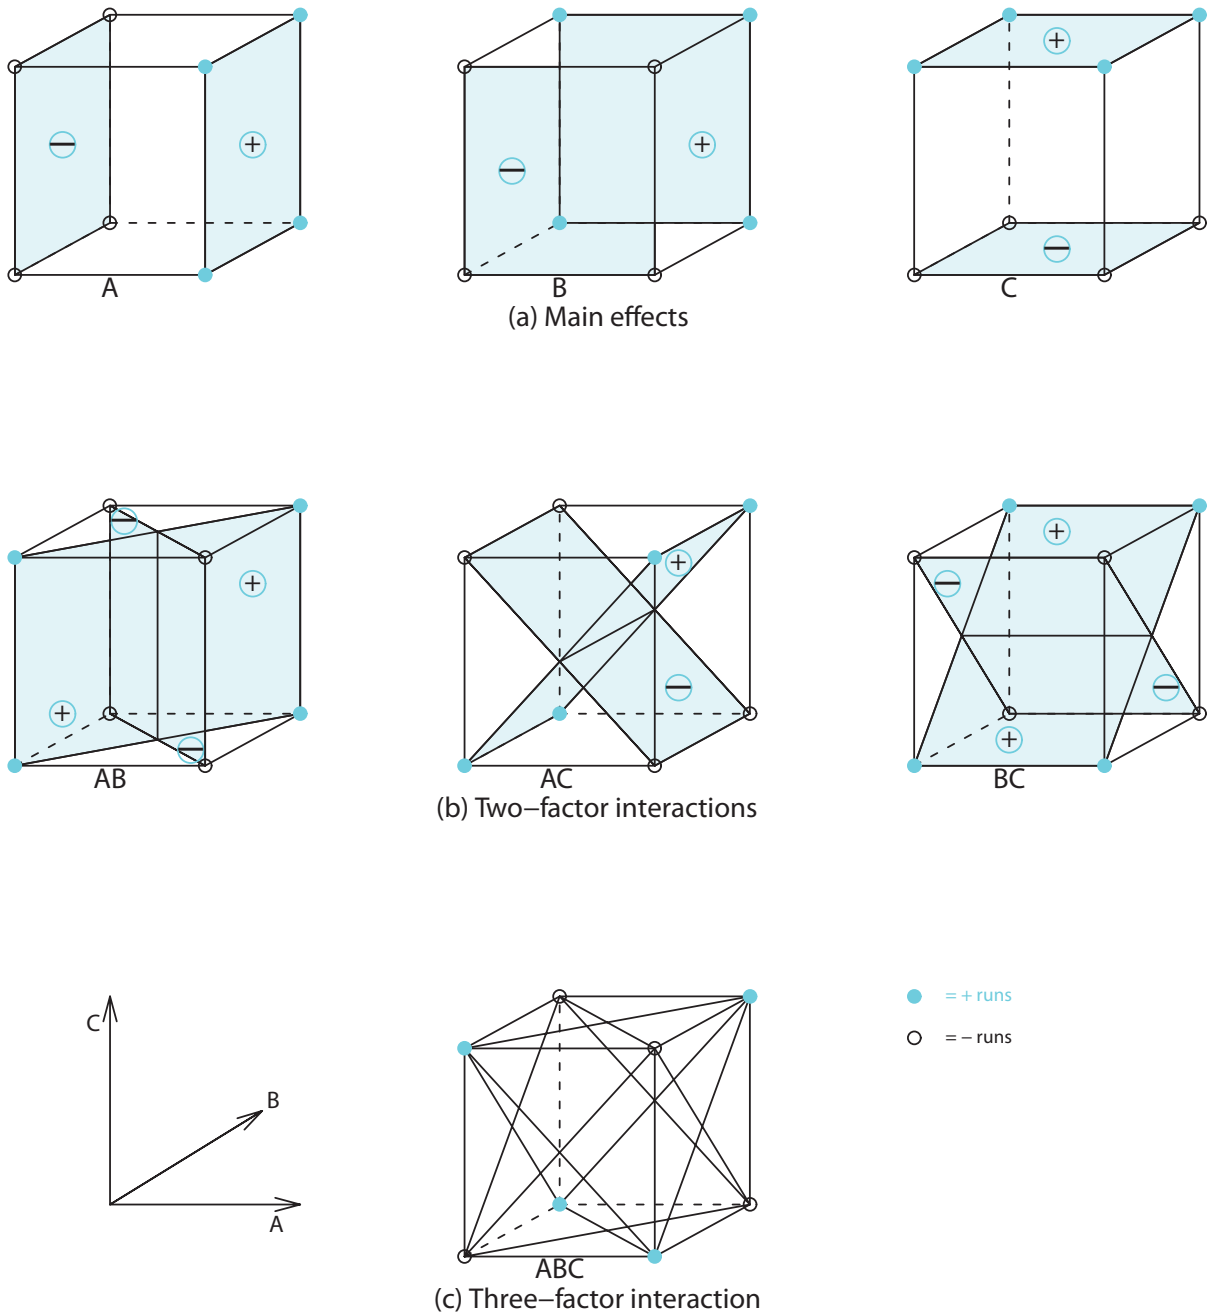 − + − + + −
A B C
(a) Main effects
− + + − + − + − − +
AB AC BC
(b) Two−factor interactions
C
B
A
= + runs
= − runs
ABC
(c) Three−factor interaction